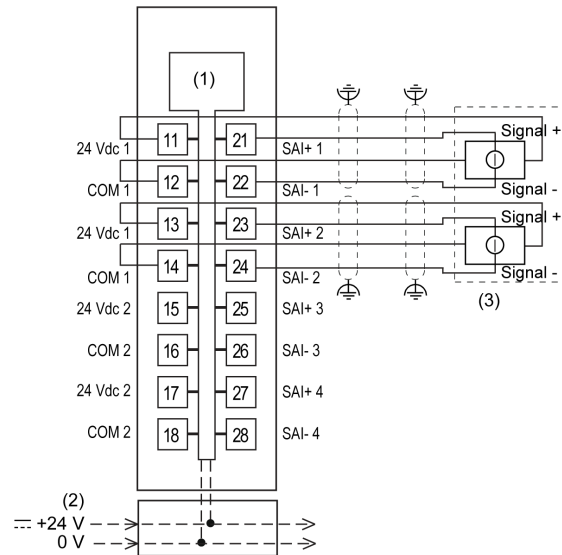 (1)
Signal +
24 Vdc 1 11 21 SAI+ 1
COM 1 12 22 SAI- 1
Signal -
Signal +
24 Vdc 1 13 23 SAI+ 2
COM 1 14 24 SAI- 2
Signal -
(3)
24 Vdc 2 15 25 SAI+ 3
COM 2 16 26 SAI- 3
24 Vdc 2 17 27 SAI+ 4
COM 2 18 28 SAI- 4
(2)
+24 V
0 V